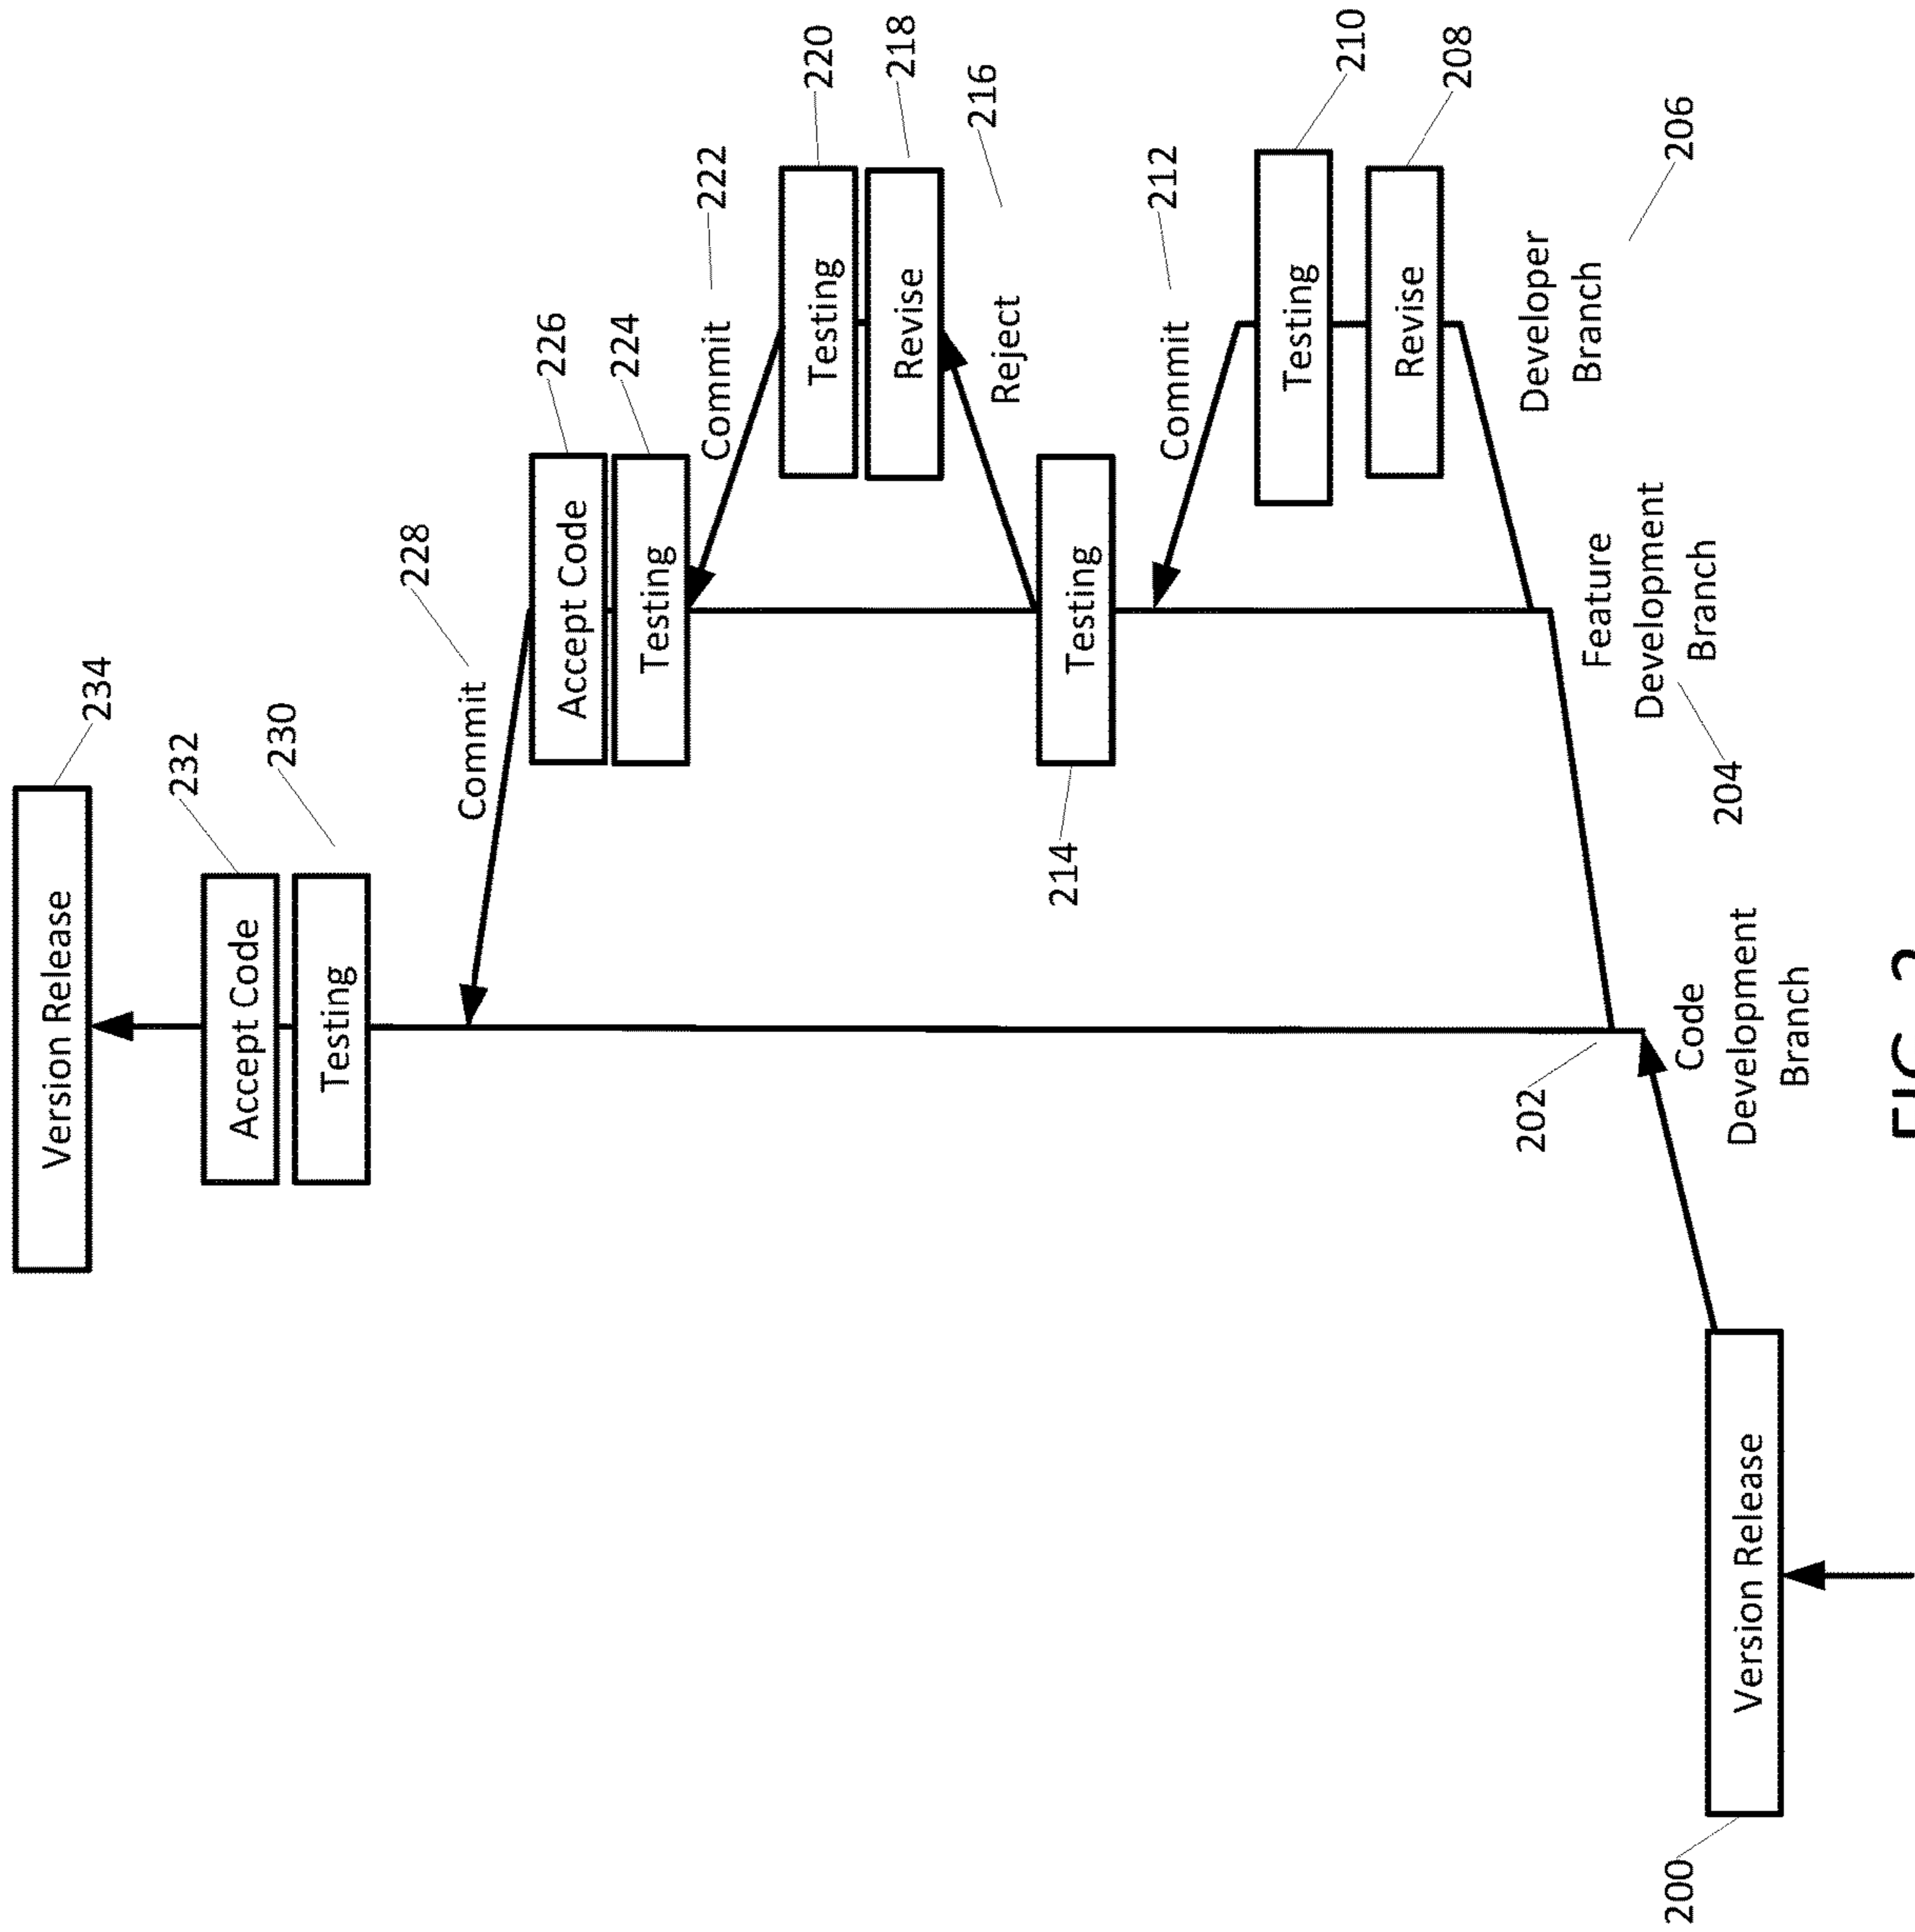 Version Release
234
Accept Code
232
Testing
230
Commit
228
Accept Code
226
Testing
224
Commit
222
Testing
220
Revise
218
Reject
216
Testing
214
Commit
212
Testing
210
Revise
208
Developer
Branch
206
Feature
Development
Branch
204
202
Code
Development
Branch
Version Release
200